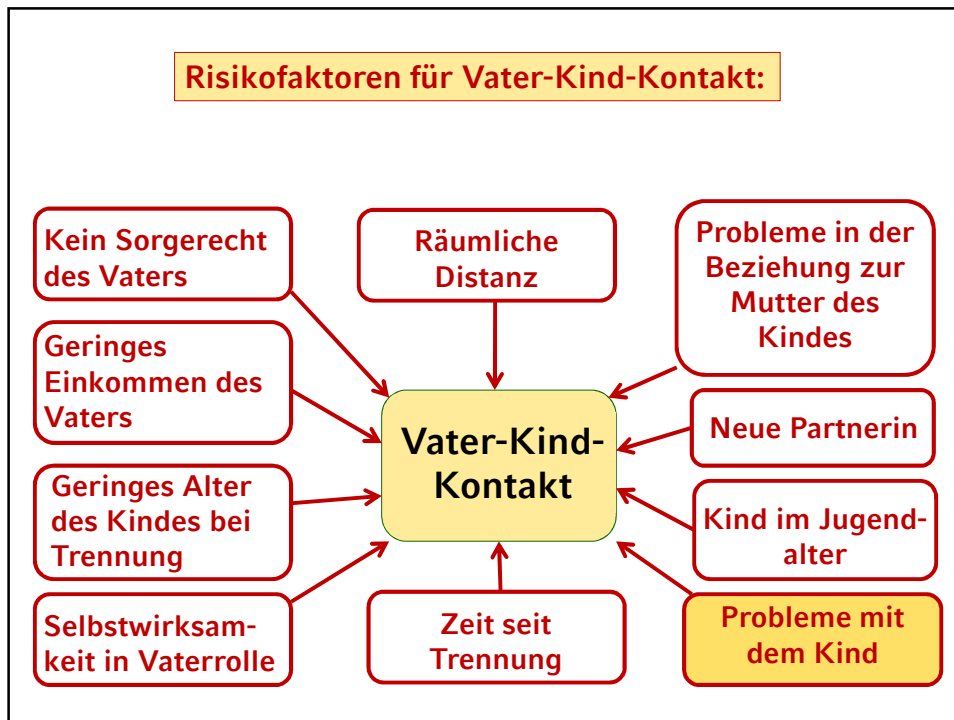 Risikofaktoren für Vater-Kind-Kontakt:
Kein Sorgerecht
des Vaters
Räumliche
Distanz
Probleme in der
Beziehung zur
Mutter des
Kindes
Geringes
Einkommen des
Vaters
Vater-Kind-
Kontakt
Neue Partnerin
Geringes Alter
des Kindes bei
Trennung
Kind im Jugend-
alter
Selbstwirksam-
keit in Vaterrolle
Zeit seit
Trennung
Probleme mit
dem Kind